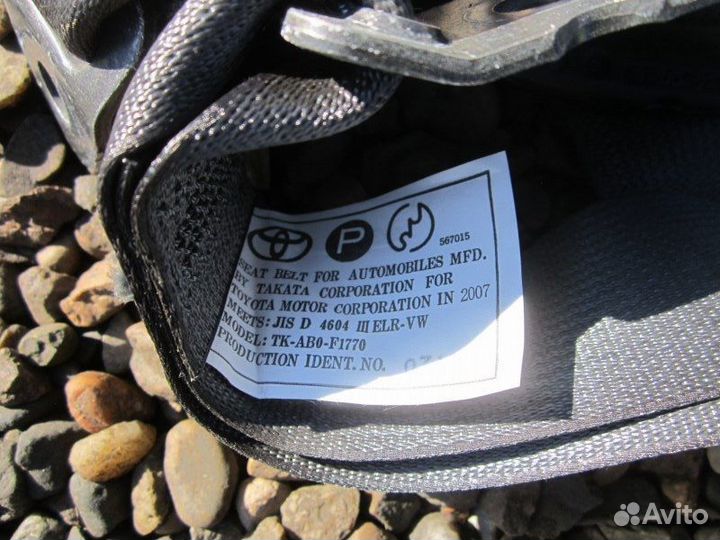 P
567015
SEAT BELT FOR AUTOMOBILES MFD.
BY TAKATA CORPORATION FOR
TOYOTA MOTOR CORPORATION IN 2007
MEETS: JIS D 4604 III ELR-VW
MODEL: TK-AB0-F1770
PRODUCTION IDENT. NO.
Avito